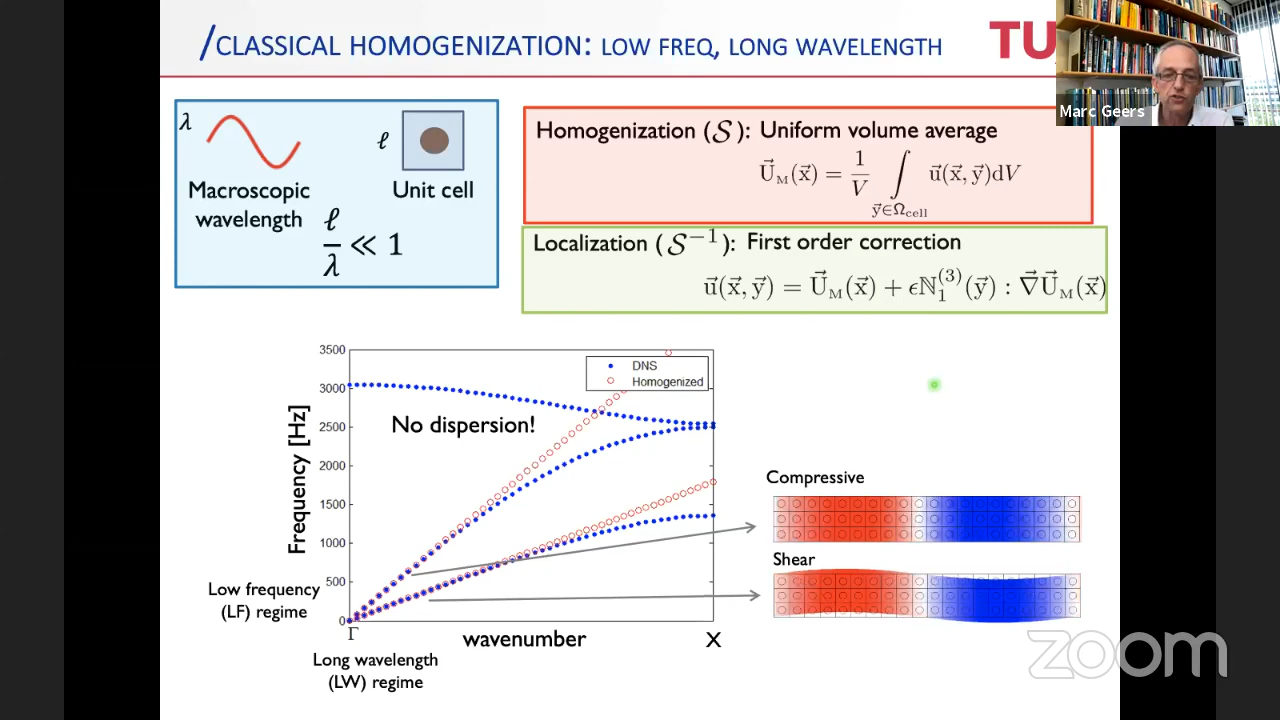 /CLASSICAL HOMOGENIZATION: LOW FREQ, LONG WAVELENGTH
TU
Marc Geers
λ
ℓ
Macroscopic
wavelength
Unit cell
ℓ/λ ≪ 1
Homogenization (𝒮): Uniform volume average
U⃗_M(x⃗) = 1/V ∫_{y⃗∈Ω_cell} u⃗(x⃗,y⃗)dV
Localization (𝒮⁻¹): First order correction
u⃗(x⃗,y⃗) = U⃗_M(x⃗) + ϵℕ₁⁽³⁾(y⃗) : ∇⃗U⃗_M(x⃗)
3500
3000
2500
2000
1500
1000
500
0
Frequency [Hz]
DNS
Homogenized
No dispersion!
Γ
wavenumber
X
Low frequency
(LF) regime
Long wavelength
(LW) regime
Compressive
Shear
zoom